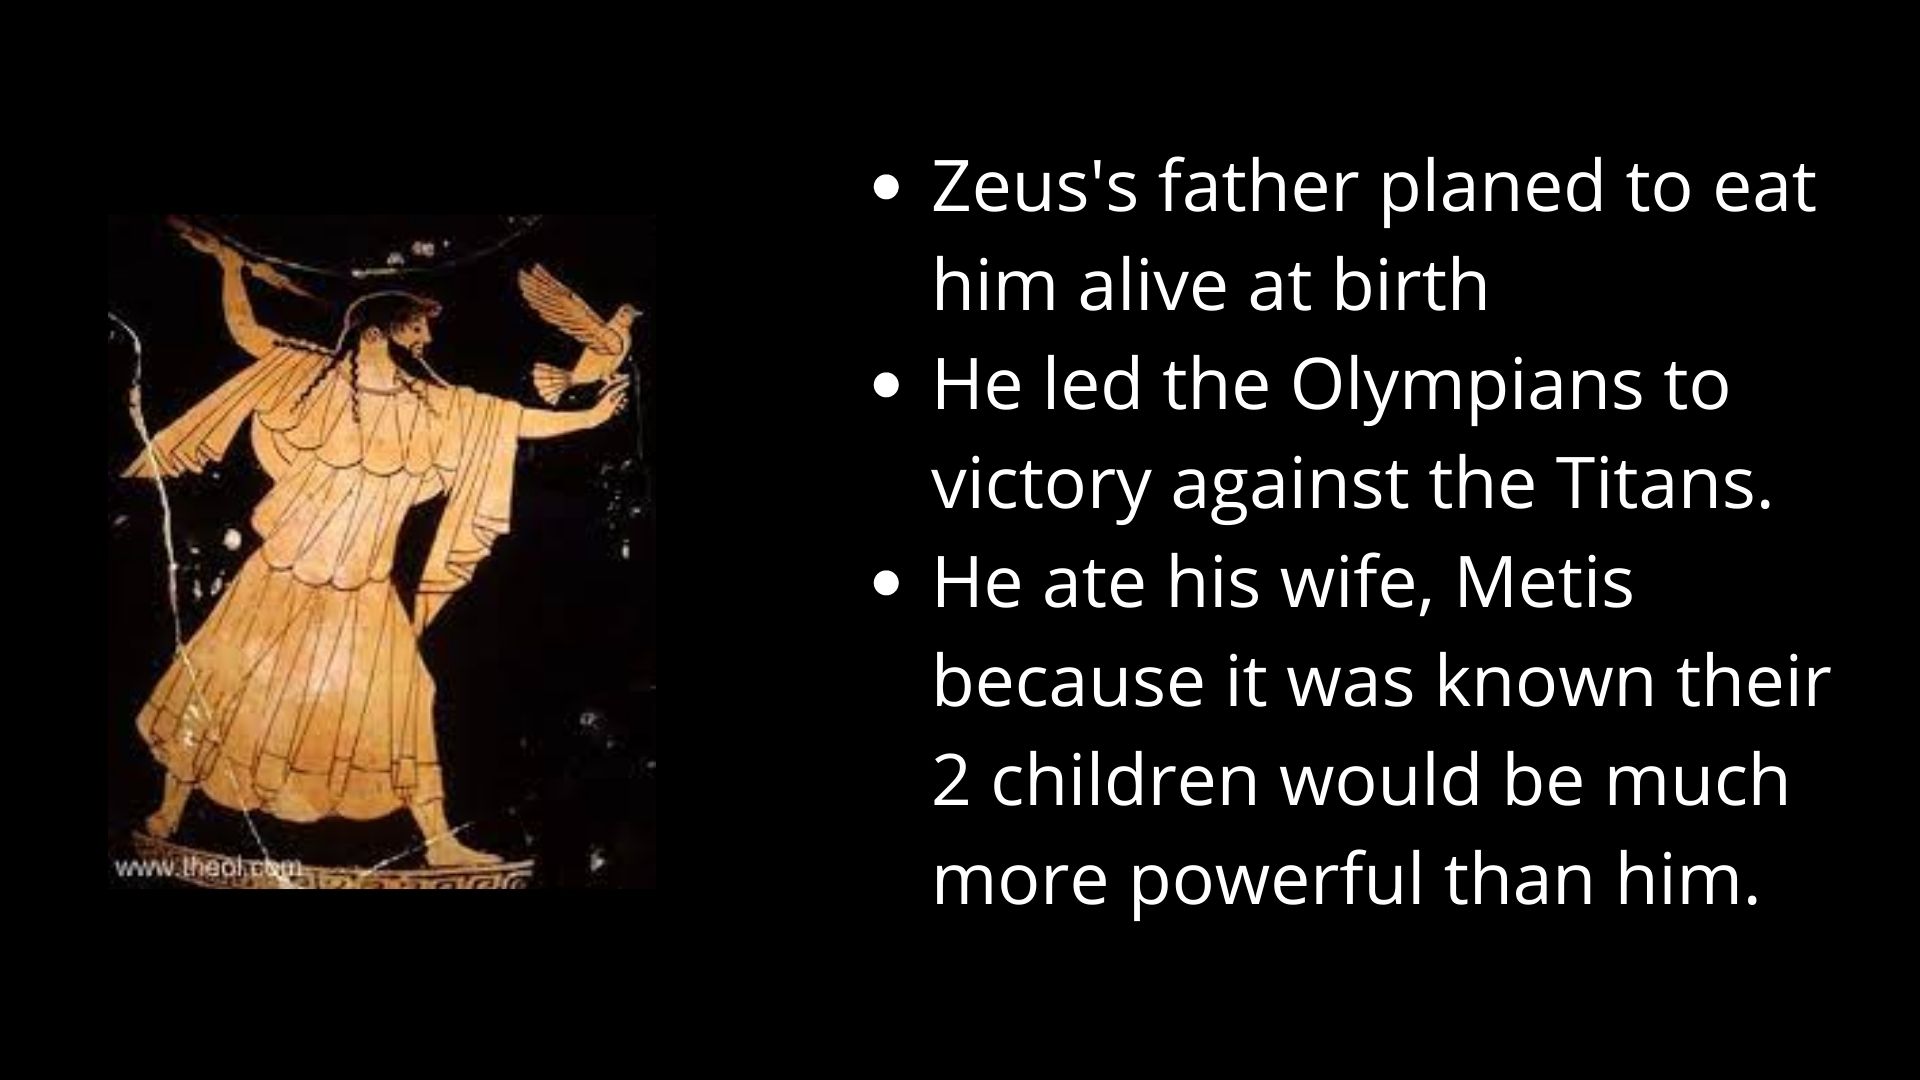 • Zeus's father planed to eat
him alive at birth
• He led the Olympians to
victory against the Titans.
• He ate his wife, Metis
because it was known their
2 children would be much
more powerful than him.
www.theoi.com